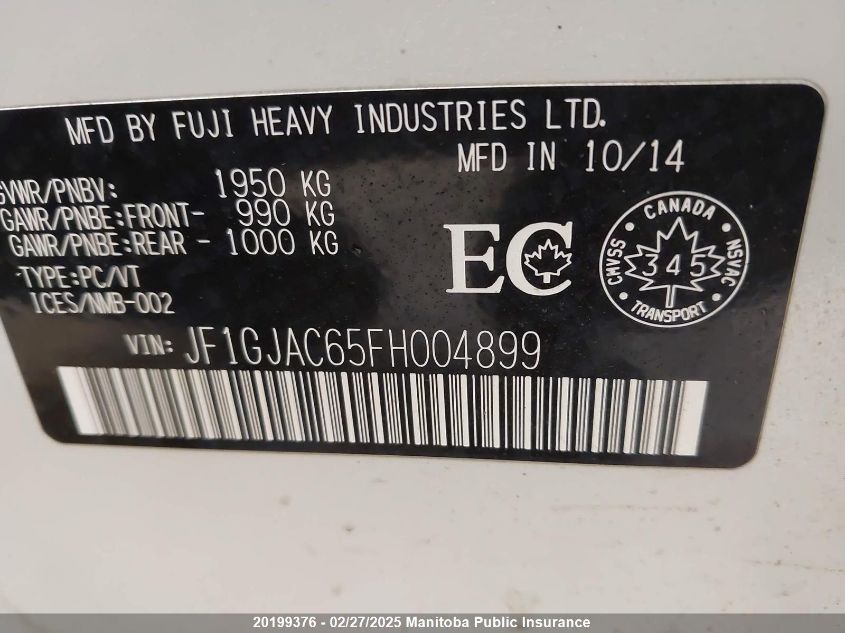 MFD BY FUJI HEAVY INDUSTRIES LTD.
MFD IN 10/14
GVWR/PNBV: 1950 KG
GAWR/PNBE:FRONT- 990 KG
GAWR/PNBE:REAR - 1000 KG
TYPE:PC/VT
ICES/NMB-002
EC
CANADA
CMVSS 345 NSVAC
TRANSPORT
VIN: JF1GJAC65FH004899
20199376 - 02/27/2025 Manitoba Public Insurance